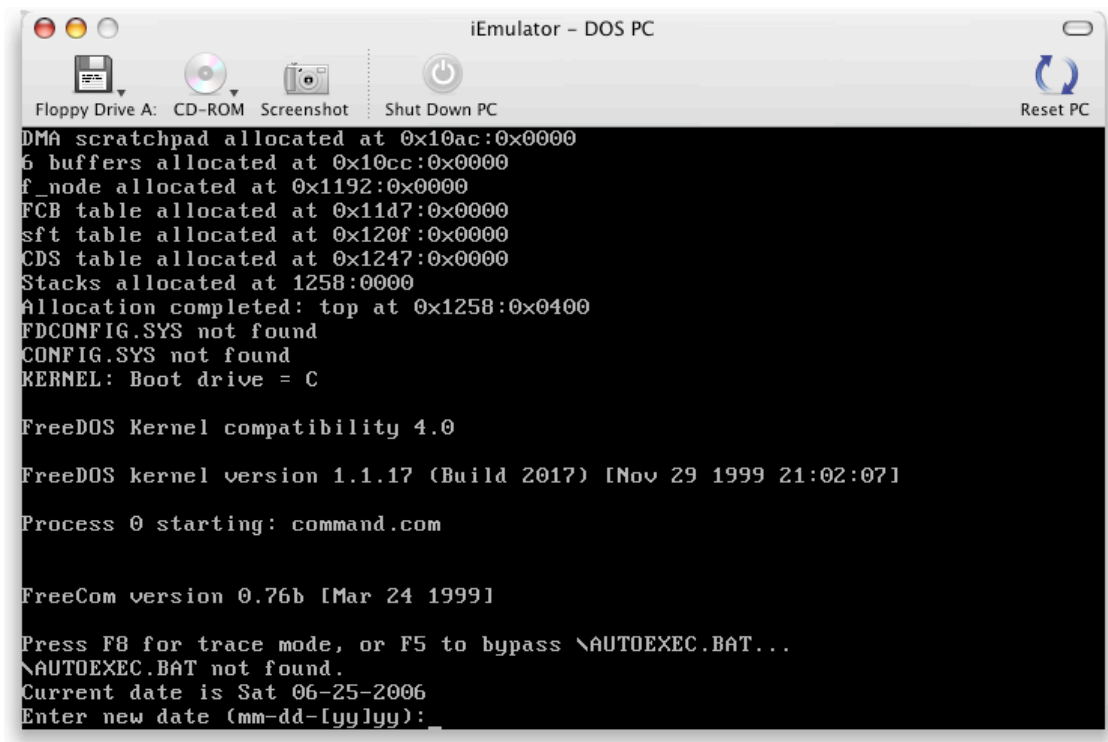 iEmulator – DOS PC
Floppy Drive A: CD-ROM Screenshot Shut Down PC Reset PC
DMA scratchpad allocated at 0x10ac:0x0000
6 buffers allocated at 0x10cc:0x0000
f_node allocated at 0x1192:0x0000
FCB table allocated at 0x11d7:0x0000
sft table allocated at 0x120f:0x0000
CDS table allocated at 0x1247:0x0000
Stacks allocated at 1258:0000
Allocation completed: top at 0x1258:0x0400
FDCONFIG.SYS not found
CONFIG.SYS not found
KERNEL: Boot drive = C
FreeDOS Kernel compatibility 4.0
FreeDOS kernel version 1.1.17 (Build 2017) [Nov 29 1999 21:02:07]
Process 0 starting: command.com
FreeCom version 0.76b [Mar 24 1999]
Press F8 for trace mode, or F5 to bypass \AUTOEXEC.BAT...
\AUTOEXEC.BAT not found.
Current date is Sat 06-25-2006
Enter new date (mm-dd-[yy]yy):_